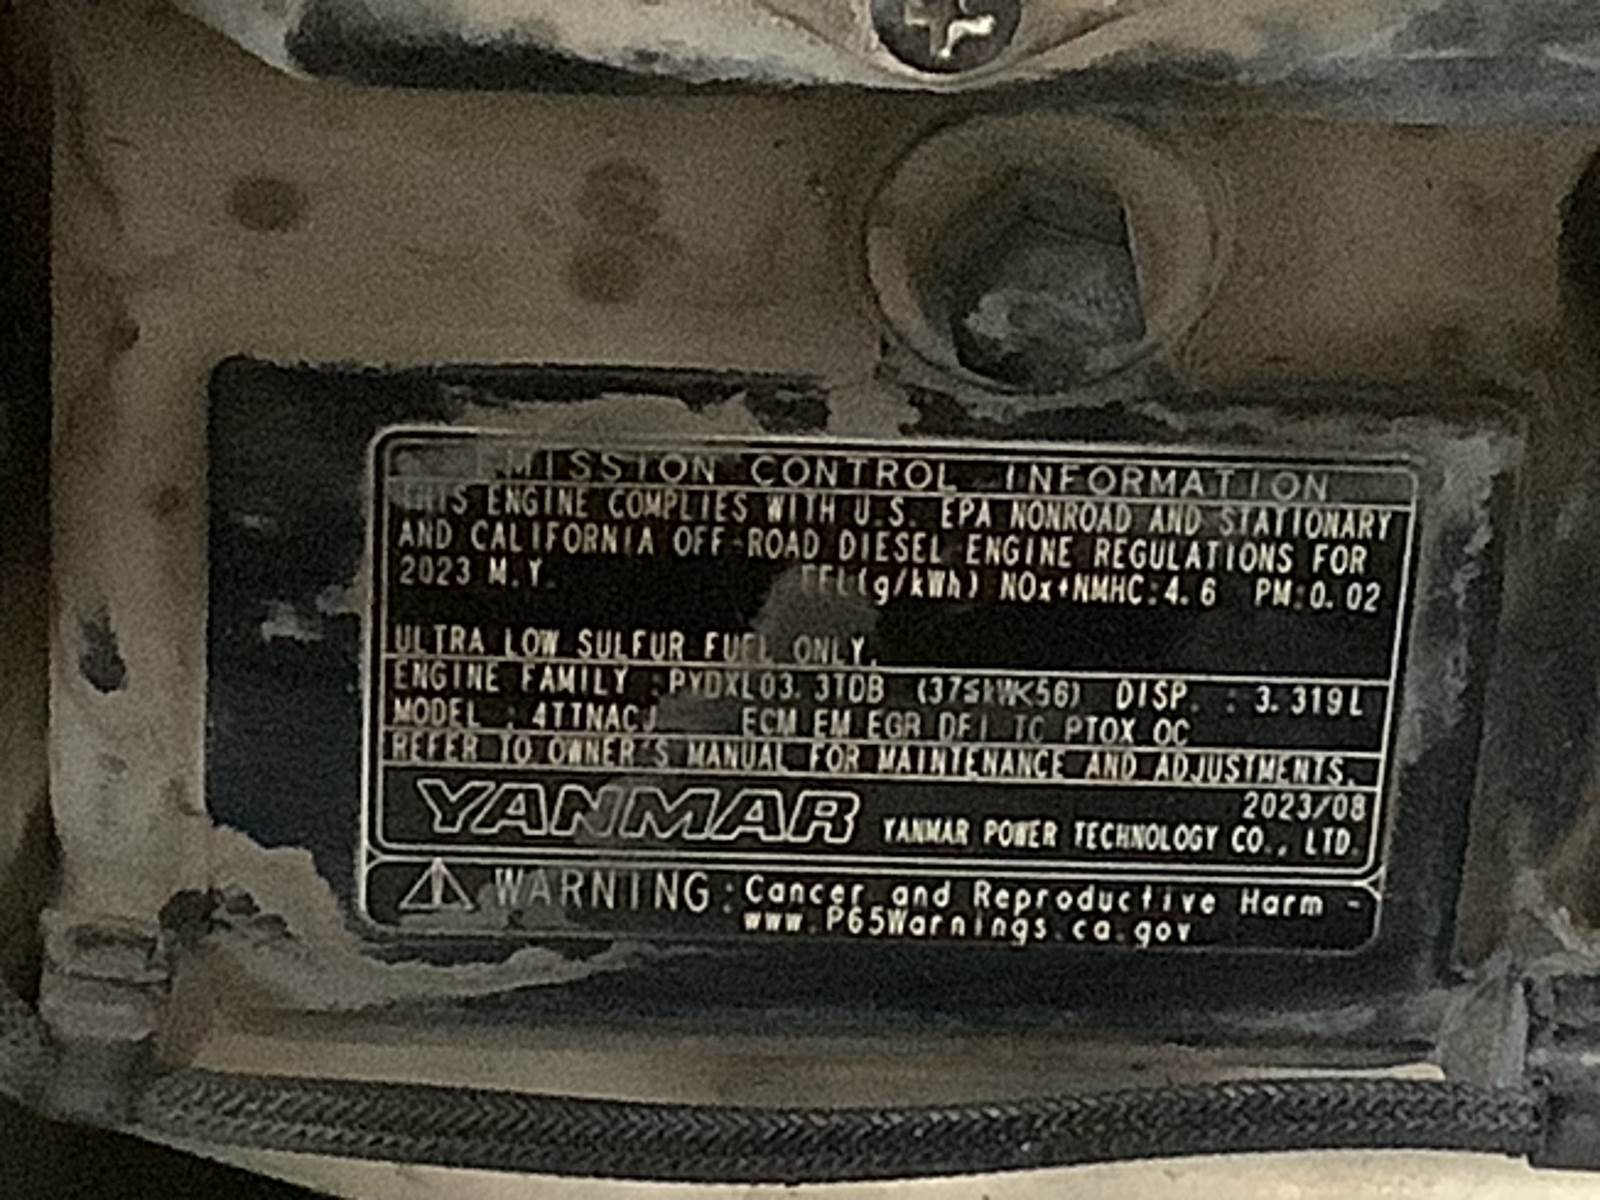 EMISSION CONTROL INFORMATION
THIS ENGINE COMPLIES WITH U.S. EPA NONROAD AND STATIONARY
AND CALIFORNIA OFF-ROAD DIESEL ENGINE REGULATIONS FOR
2023 M.Y. FEL(g/kWh) NOx+NMHC:4.6 PM:0.02
ULTRA LOW SULFUR FUEL ONLY.
ENGINE FAMILY : PYDXL03.3TDB (37≤kW<56) DISP. : 3.319L
MODEL : 4TTNACJ ECM EM EGR DFI TC PTOX OC
REFER TO OWNER'S MANUAL FOR MAINTENANCE AND ADJUSTMENTS.
YANMAR 2023/08
YANMAR POWER TECHNOLOGY CO., LTD.
WARNING: Cancer and Reproductive Harm -
www.P65Warnings.ca.gov